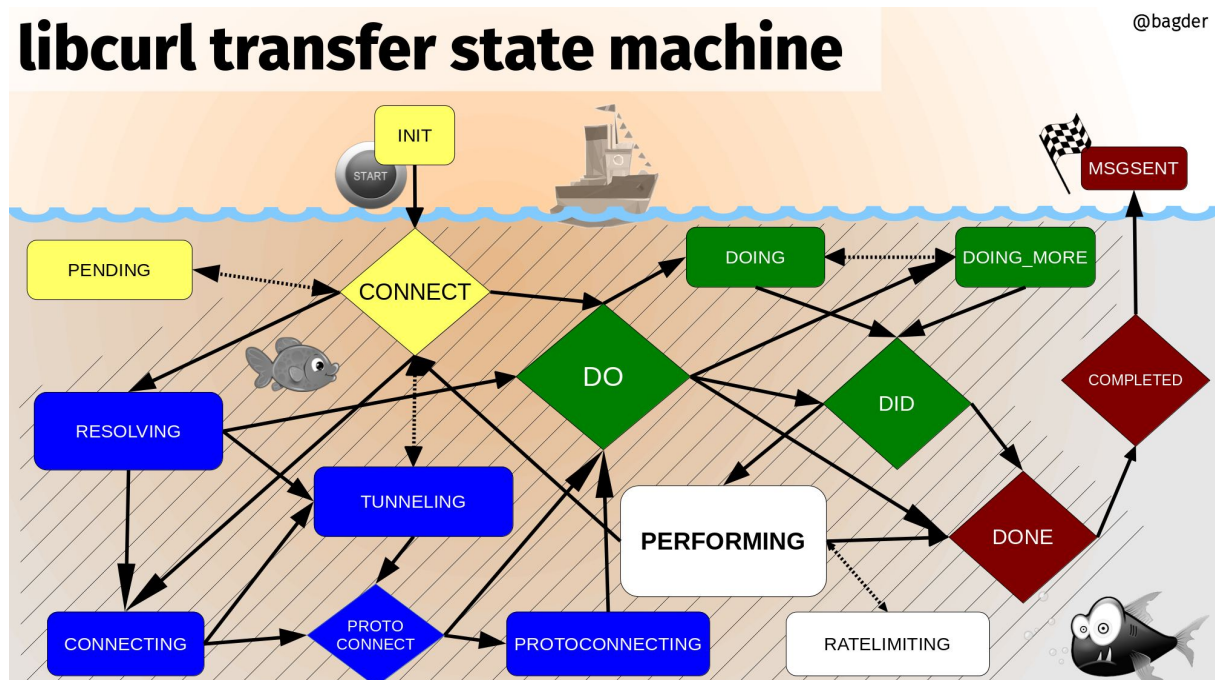 @bagder
libcurl transfer state machine
INIT
START
MSGSENT
PENDING
CONNECT
DOING
DOING_MORE
DO
COMPLETED
DID
RESOLVING
TUNNELING
PERFORMING
DONE
CONNECTING
PROTO
CONNECT
PROTOCONNECTING
RATELIMITING